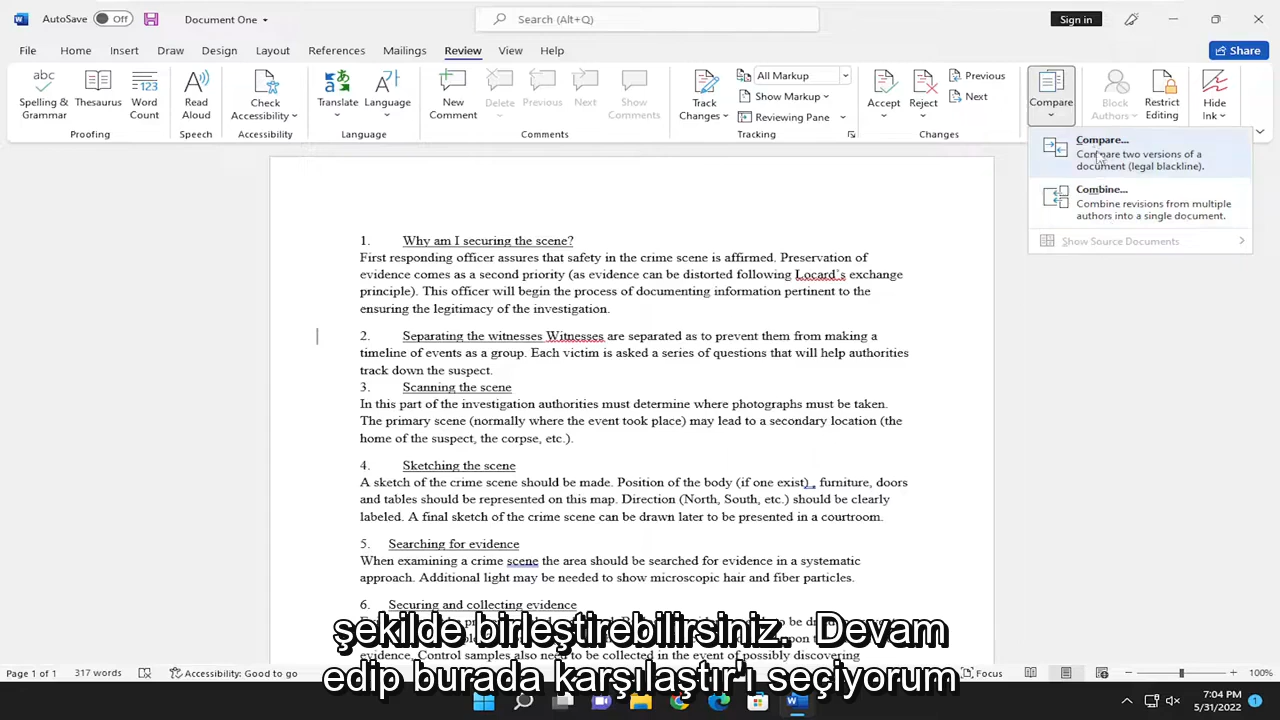 AutoSave Off Document One Search (Alt+Q) Sign in
File Home Insert Draw Design Layout References Mailings Review View Help Share
Spelling & Grammar Thesaurus Word Count Read Aloud Check Accessibility Translate Language New Comment Delete Previous Next Show Comments Track Changes All Markup Show Markup Reviewing Pane Accept Reject Previous Next Compare Block Authors Restrict Editing Hide Ink
Proofing Speech Accessibility Language Comments Tracking Changes
Compare...
Compare two versions of a
document (legal blackline).
Combine...
Combine revisions from multiple
authors into a single document.
Show Source Documents
1. Why am I securing the scene?
First responding officer assures that safety in the crime scene is affirmed. Preservation of
evidence comes as a second priority (as evidence can be distorted following Locard`s exchange
principle). This officer will begin the process of documenting information pertinent to the
ensuring the legitimacy of the investigation.
2. Separating the witnesses Witnesses are separated as to prevent them from making a
timeline of events as a group. Each victim is asked a series of questions that will help authorities
track down the suspect.
3. Scanning the scene
In this part of the investigation authorities must determine where photographs must be taken.
The primary scene (normally where the event took place) may lead to a secondary location (the
home of the suspect, the corpse, etc.).
4. Sketching the scene
A sketch of the crime scene should be made. Position of the body (if one exist) , furniture, doors
and tables should be represented on this map. Direction (North, South, etc.) should be clearly
labeled. A final sketch of the crime scene can be drawn later to be presented in a courtroom.
5. Searching for evidence
When examining a crime scene the area should be searched for evidence in a systematic
approach. Additional light may be needed to show microscopic hair and fiber particles.
6. Securing and collecting evidence
evidence. Control samples also need to be collected in the event of possibly discovering
şekilde birleştirebilirsiniz. Devam
edip burada karşılaştır'ı seçiyorum
Page 1 of 1 Accessibility: Good to go Focus 100%
7:04 PM
5/31/2022